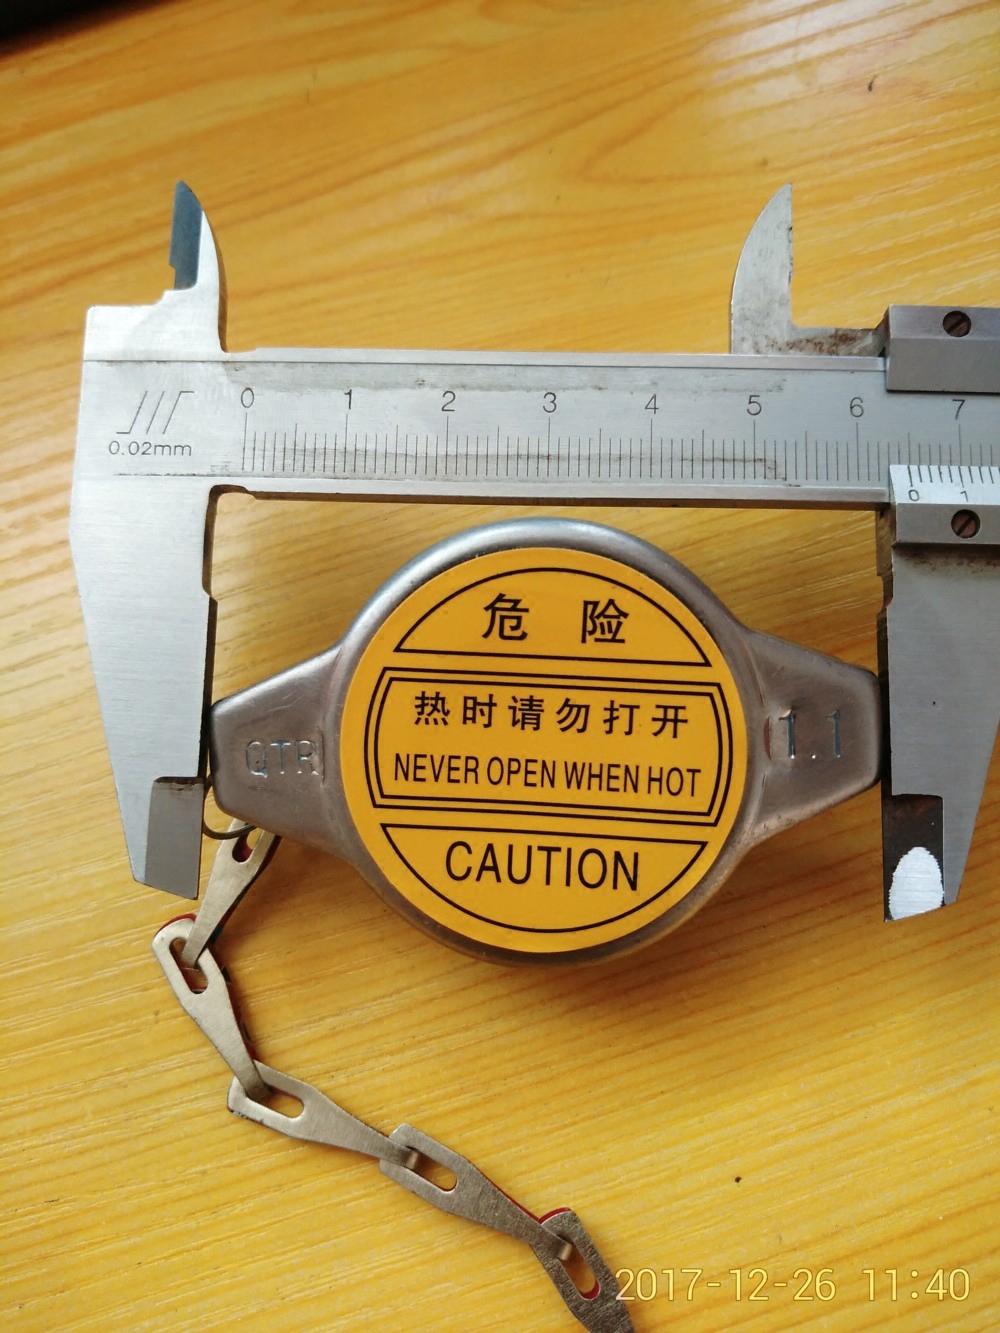 0 1 2 3 4 5 6 7
0.02mm
0 1
危 险
热时请勿打开
NEVER OPEN WHEN HOT
QTR
1.1
CAUTION
2017-12-26 11:40